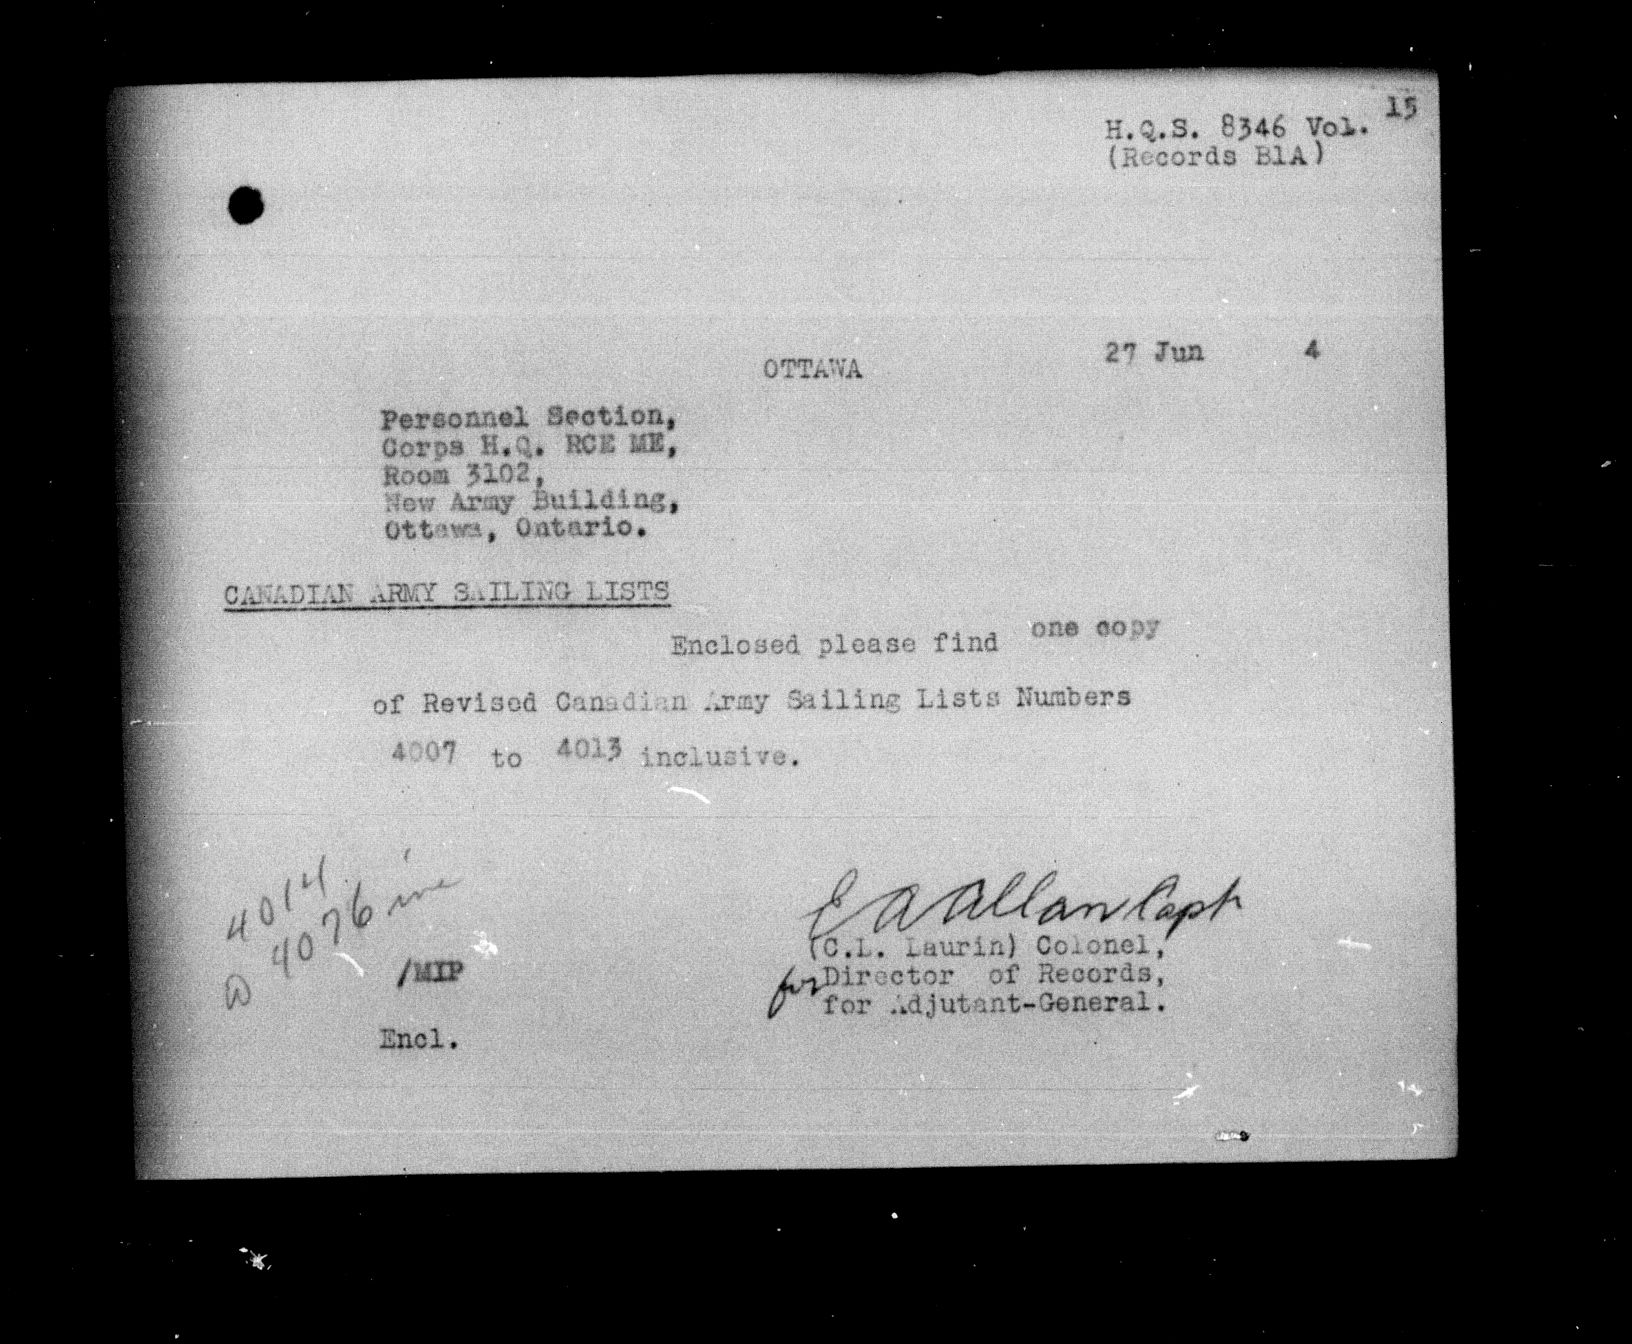 15
H.Q.S. 8346 Vol.
(Records B1A)
OTTAWA 27 Jun 4
Personnel Section,
Corps H.Q. RCE ME,
Room 3102,
New Army Building,
Ottawa, Ontario.
CANADIAN ARMY SAILING LISTS
Enclosed please find one copy
of Revised Canadian Army Sailing Lists Numbers
4007 to 4013 inclusive.
4014
4076 inc
E A Allan Capt
(C.L. Laurin) Colonel,
for Director of Records,
for Adjutant-General.
/MIP
Encl.